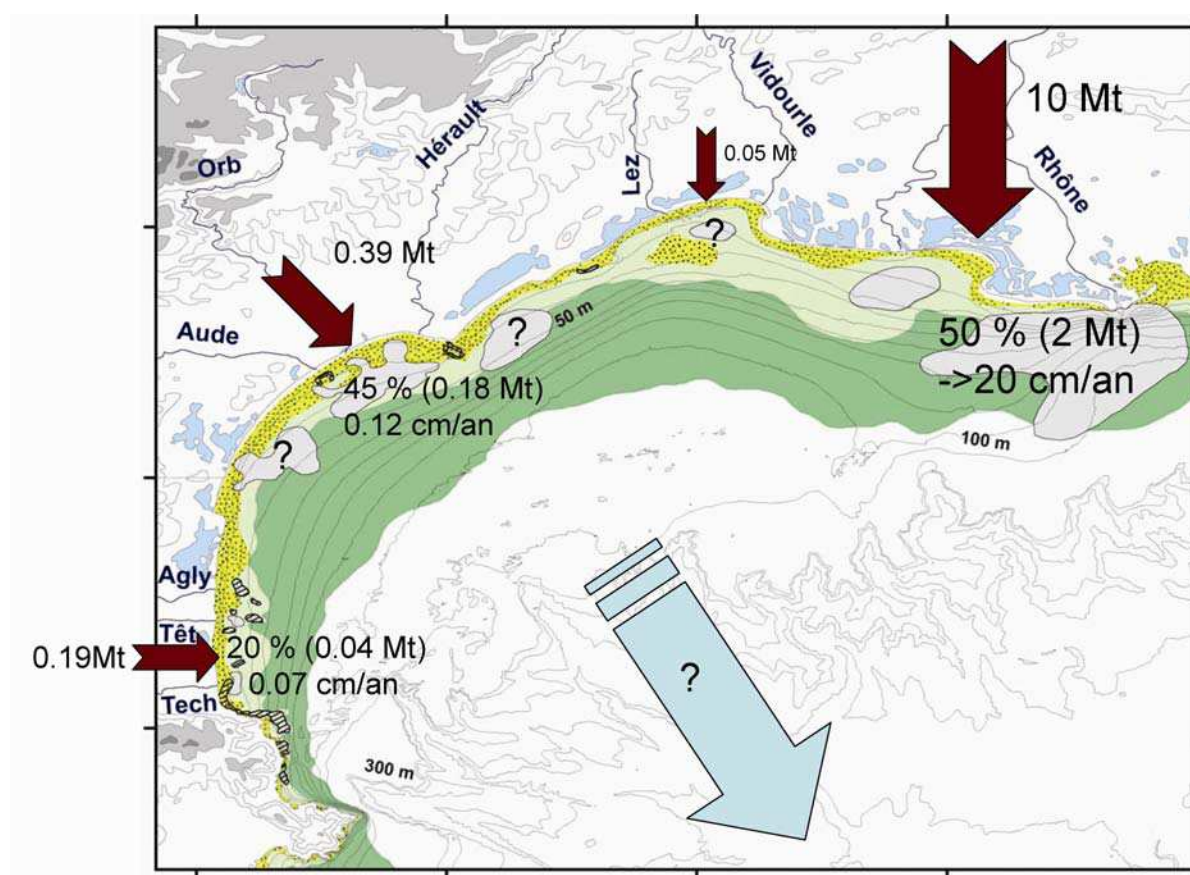 10 Mt
Vidourle
Hérault
Orb
Lez
0.05 Mt
Rhône
?
0.39 Mt
50 m
?
Aude
50 % (2 Mt)
->20 cm/an
45 % (0.18 Mt)
0.12 cm/an
100 m
?
Agly
Têt
0.19Mt
20 % (0.04 Mt)
0.07 cm/an
?
Tech
300 m